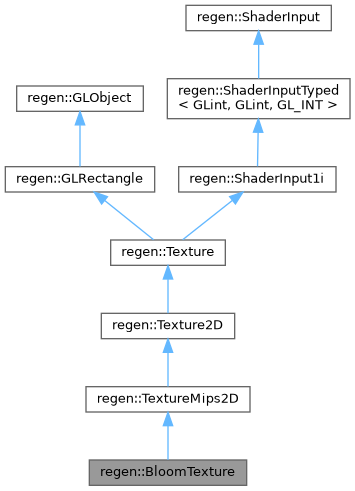 regen::ShaderInput
regen::GLObject
regen::ShaderInputTyped
< GLint, GLint, GL_INT >
regen::GLRectangle
regen::ShaderInput1i
regen::Texture
regen::Texture2D
regen::TextureMips2D
regen::BloomTexture